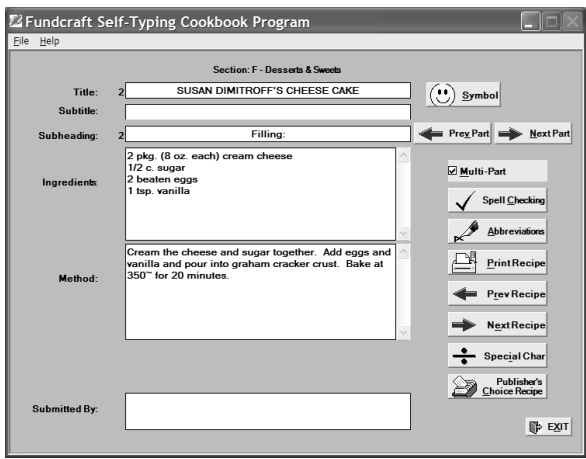 Fundcraft Self-Typing Cookbook Program
File Help
Section: F - Desserts & Sweets
Title: 2 SUSAN DIMITROFF'S CHEESE CAKE
Symbol
Subtitle:
Subheading: 2 Filling:
Prev Part Next Part
Ingredients:
2 pkg. (8 oz. each) cream cheese
1/2 c. sugar
2 beaten eggs
1 tsp. vanilla
Multi-Part
Spell Checking
Abbreviations
Print Recipe
Method:
Cream the cheese and sugar together. Add eggs and
vanilla and pour into graham cracker crust. Bake at
350~ for 20 minutes.
Prev Recipe
Next Recipe
Special Char
Publisher's
Choice Recipe
Submitted By:
EXIT